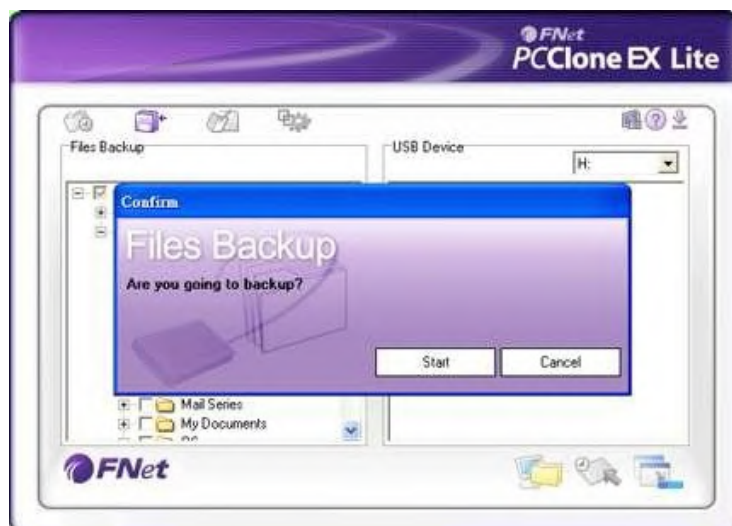 FNet
PCClone EX Lite
Files Backup
USB Device
H:
Confirm
Files Backup
Are you going to backup?
Start
Cancel
Mail Series
My Documents
FNet